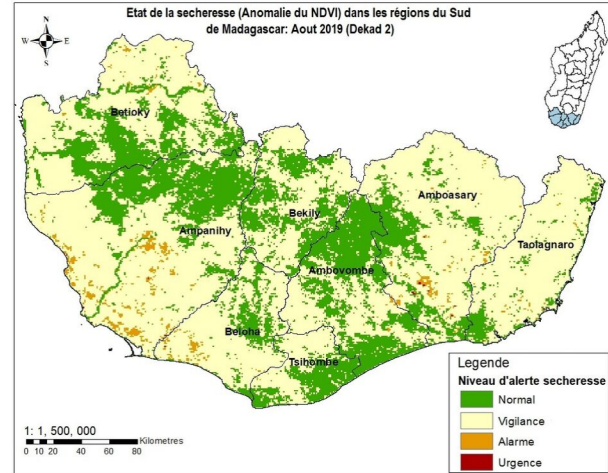 Etat de la secheresse (Anomalie du NDVI) dans les régions du Sud
de Madagascar: Aout 2019 (Dekad 2)
N
W E
S
Betioky
Amboasary
Bekily
Taolagnaro
Ampanihy
Ambovombe
Beloha
Tsihombe
Legende
Niveau d'alerte secheresse
Normal
Vigilance
Alarme
Urgence
1: 1, 500, 000
Kilometres
0 10 20 40 60 80